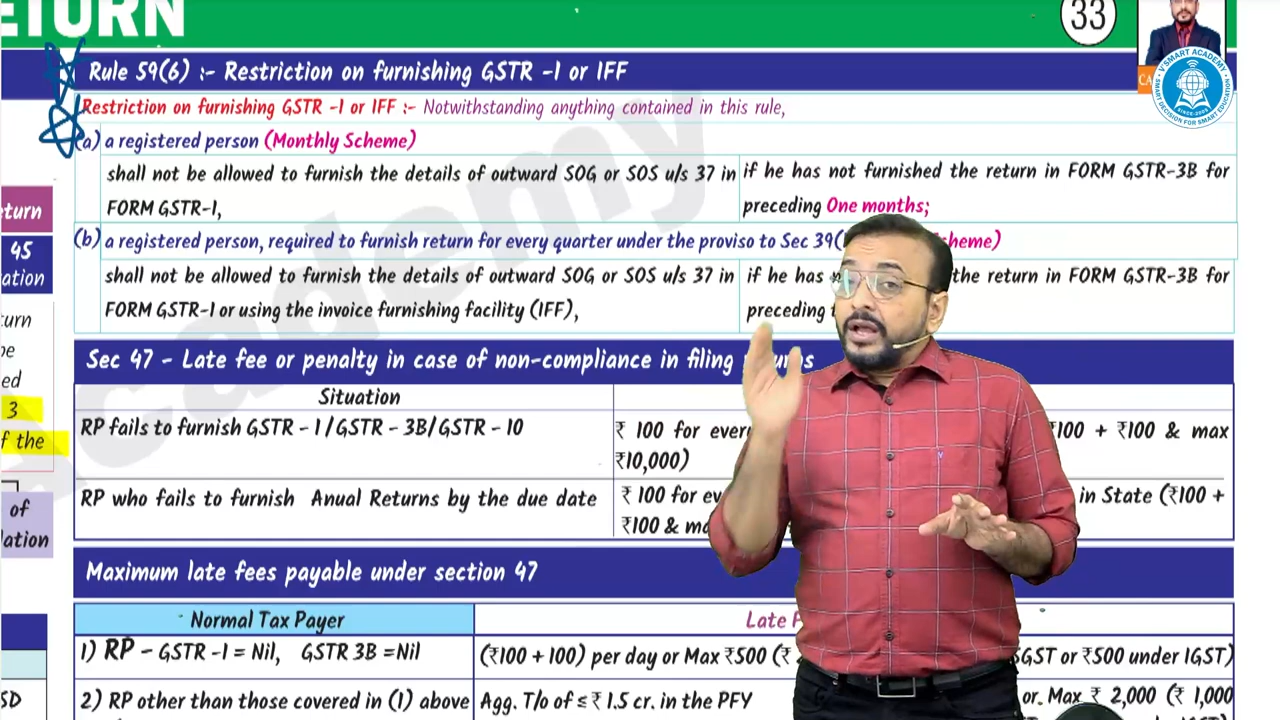 ETURN
33
Rule 59(6) :- Restriction on furnishing GSTR -1 or IFF
V'SMART ACADEMY
SMART DECISION FOR SMART EDUCATION
Restriction on furnishing GSTR -1 or IFF :- Notwithstanding anything contained in this rule,
(a) a registered person (Monthly Scheme)
shall not be allowed to furnish the details of outward SOG or SOS u/s 37 in
FORM GSTR-1,
if he has not furnished the return in FORM GSTR-3B for
preceding One months;
(b) a registered person, required to furnish return for every quarter under the proviso to Sec 39(
shall not be allowed to furnish the details of outward SOG or SOS u/s 37 in
FORM GSTR-1 or using the invoice furnishing facility (IFF),
if he has
the return in FORM GSTR-3B for
preceding
Sec 47 - Late fee or penalty in case of non-compliance in filing
Situation
RP fails to furnish GSTR - 1/GSTR - 3B/GSTR - 10
₹ 100 for
₹100 + ₹100 & max
₹10,000)
RP who fails to furnish Anual Returns by the due date
₹ 100 for
in State (₹100 +
₹100 &
Maximum late fees payable under section 47
Normal Tax Payer
Late
1) RP - GSTR -1 = Nil, GSTR 3B =Nil
(₹100 + 100) per day or Max ₹500 (₹
SGST or ₹500 under IGST)
2) RP other than those covered in (1) above
Agg. T/o of ≤ ₹ 1.5 cr. in the PFY
or. Max ₹ 2,000 (₹ 1,000
eturn
45
ation
urn
ed
3
f the
of
lation
SD
academy